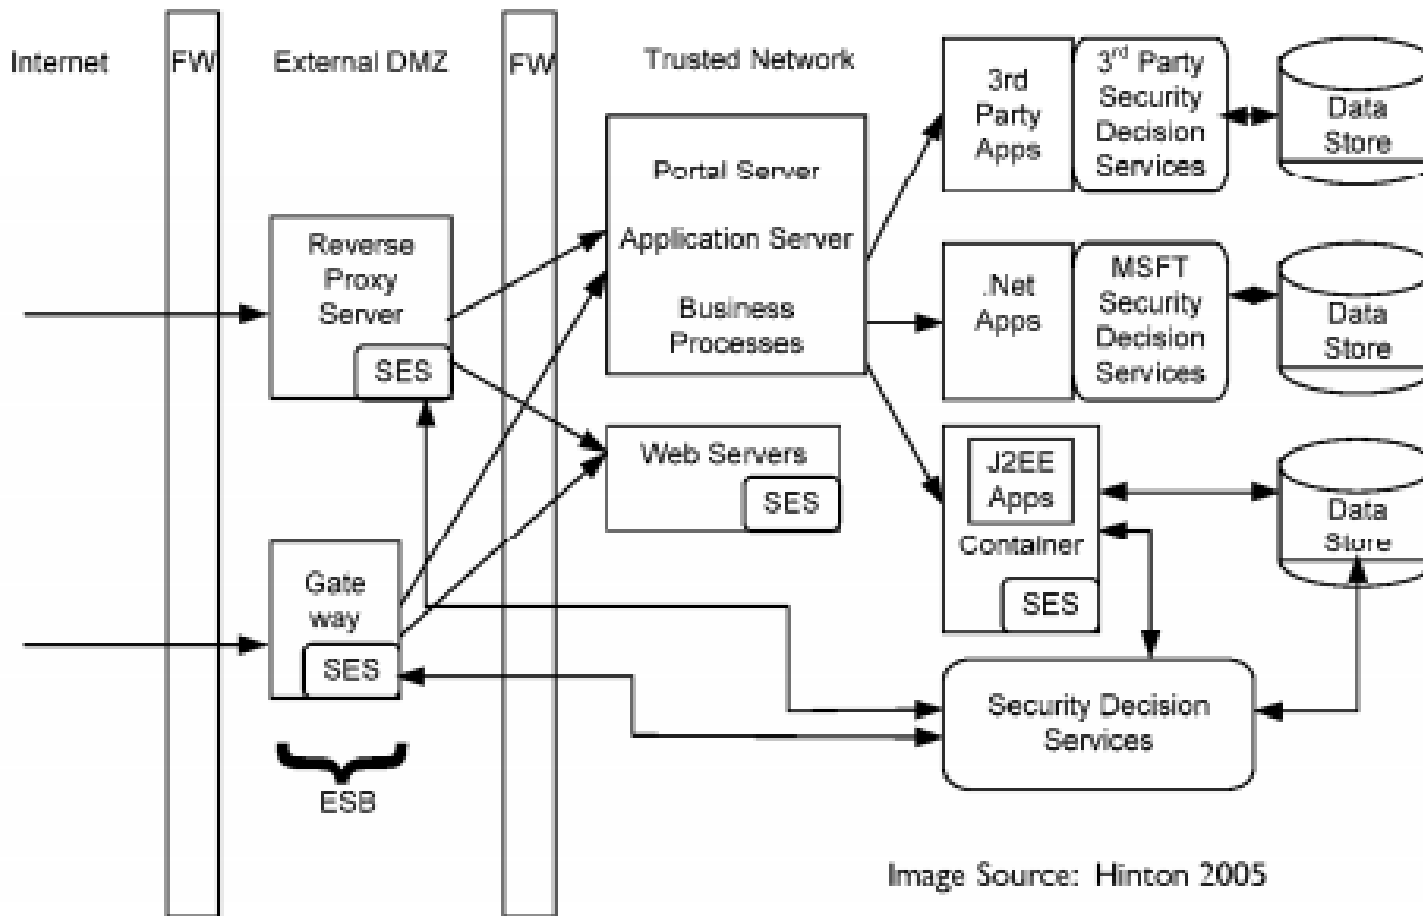 Internet
FW
External DMZ
FW
Trusted Network
Reverse
Proxy
Server
SES
Gate
way
SES
ESB
Portal Server
Application Server
Business
Processes
Web Servers
SES
3rd
Party
Apps
3rd Party
Security
Decision
Services
Data
Store
.Net
Apps
MSFT
Security
Decision
Services
Data
Store
J2EE
Apps
Container
SES
Data
Store
Security Decision
Services
Image Source: Hinton 2005